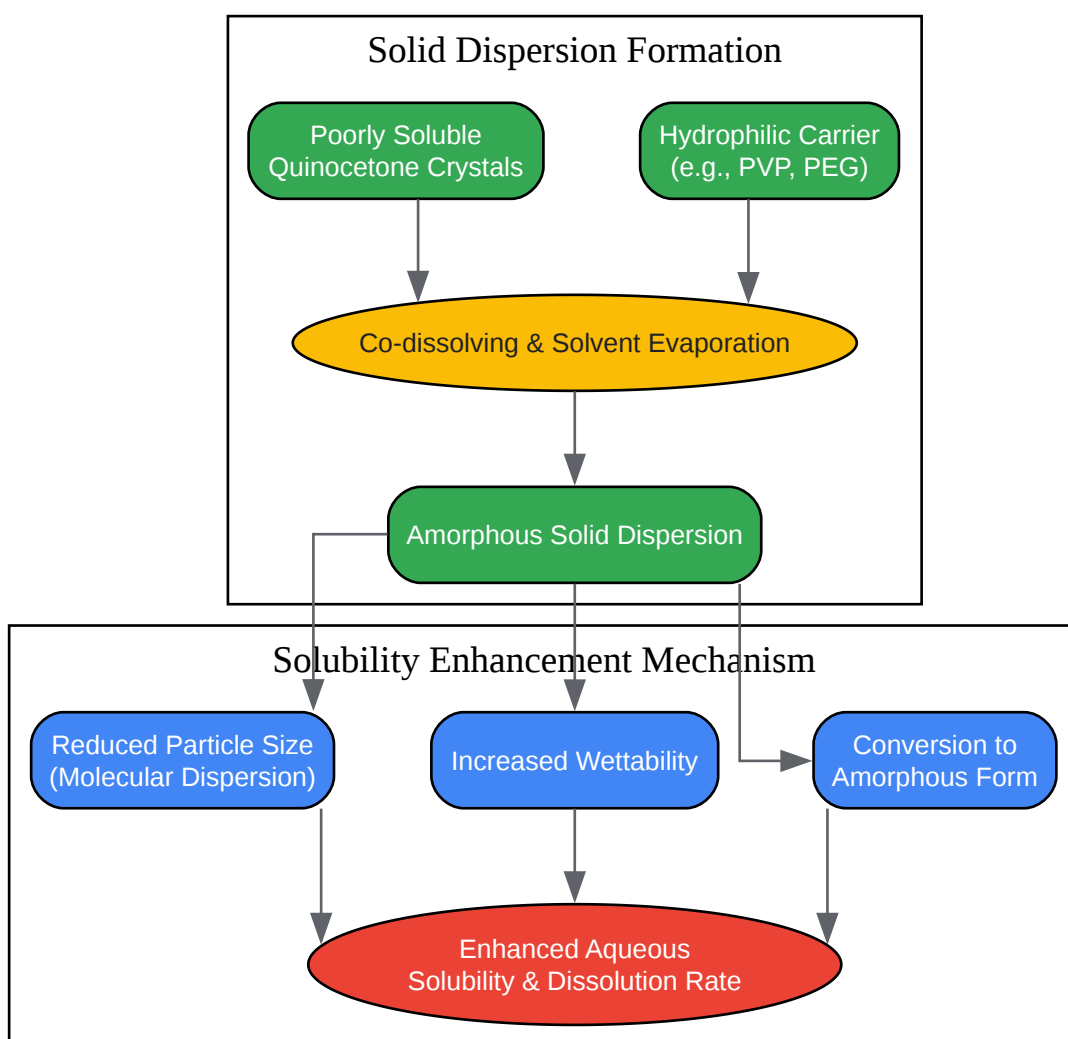 Solid Dispersion Formation
Poorly Soluble
Quinocetone Crystals
Hydrophilic Carrier
(e.g., PVP, PEG)
Co-dissolving & Solvent Evaporation
Amorphous Solid Dispersion
Solubility Enhancement Mechanism
Reduced Particle Size
(Molecular Dispersion)
Increased Wettability
Conversion to
Amorphous Form
Enhanced Aqueous
Solubility & Dissolution Rate